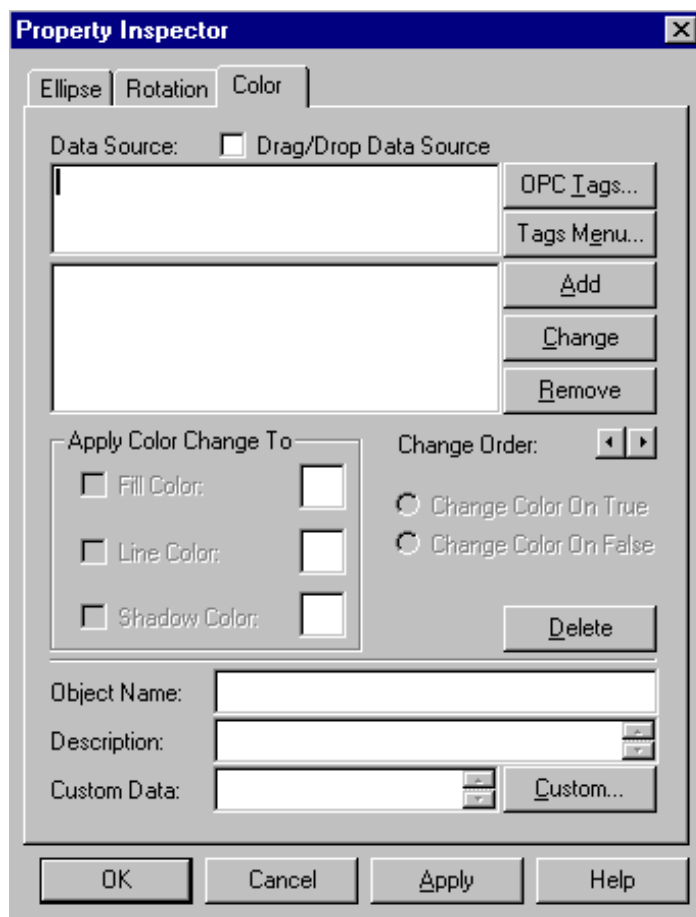 Property Inspector
Ellipse Rotation Color
Data Source: Drag/Drop Data Source
OPC Tags...
Tags Menu...
Add
Change
Remove
Apply Color Change To
Fill Color:
Line Color:
Shadow Color:
Change Order:
Change Color On True
Change Color On False
Delete
Object Name:
Description:
Custom Data:
Custom...
OK Cancel Apply Help